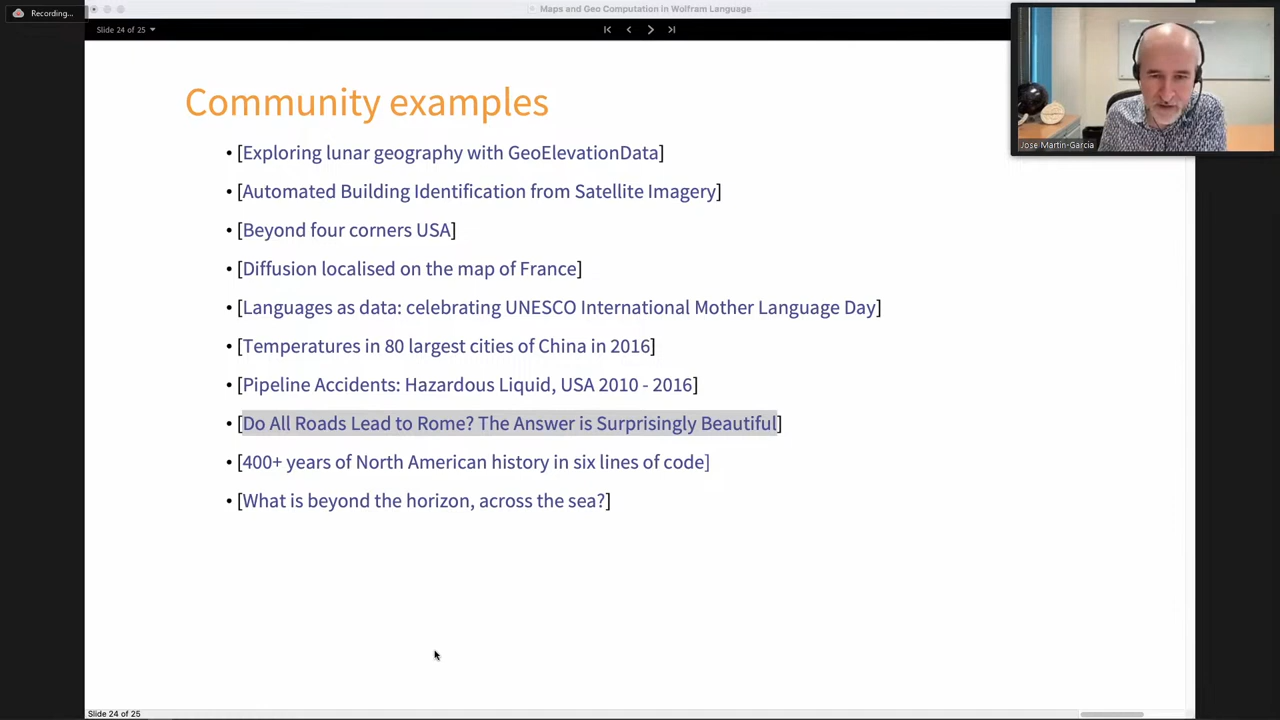 Recording...
Maps and Geo Computation in Wolfram Language
Slide 24 of 25
Jose Martin-Garcia
Community examples
• [Exploring lunar geography with GeoElevationData]
• [Automated Building Identification from Satellite Imagery]
• [Beyond four corners USA]
• [Diffusion localised on the map of France]
• [Languages as data: celebrating UNESCO International Mother Language Day]
• [Temperatures in 80 largest cities of China in 2016]
• [Pipeline Accidents: Hazardous Liquid, USA 2010 - 2016]
• [Do All Roads Lead to Rome? The Answer is Surprisingly Beautiful]
• [400+ years of North American history in six lines of code]
• [What is beyond the horizon, across the sea?]
Slide 24 of 25